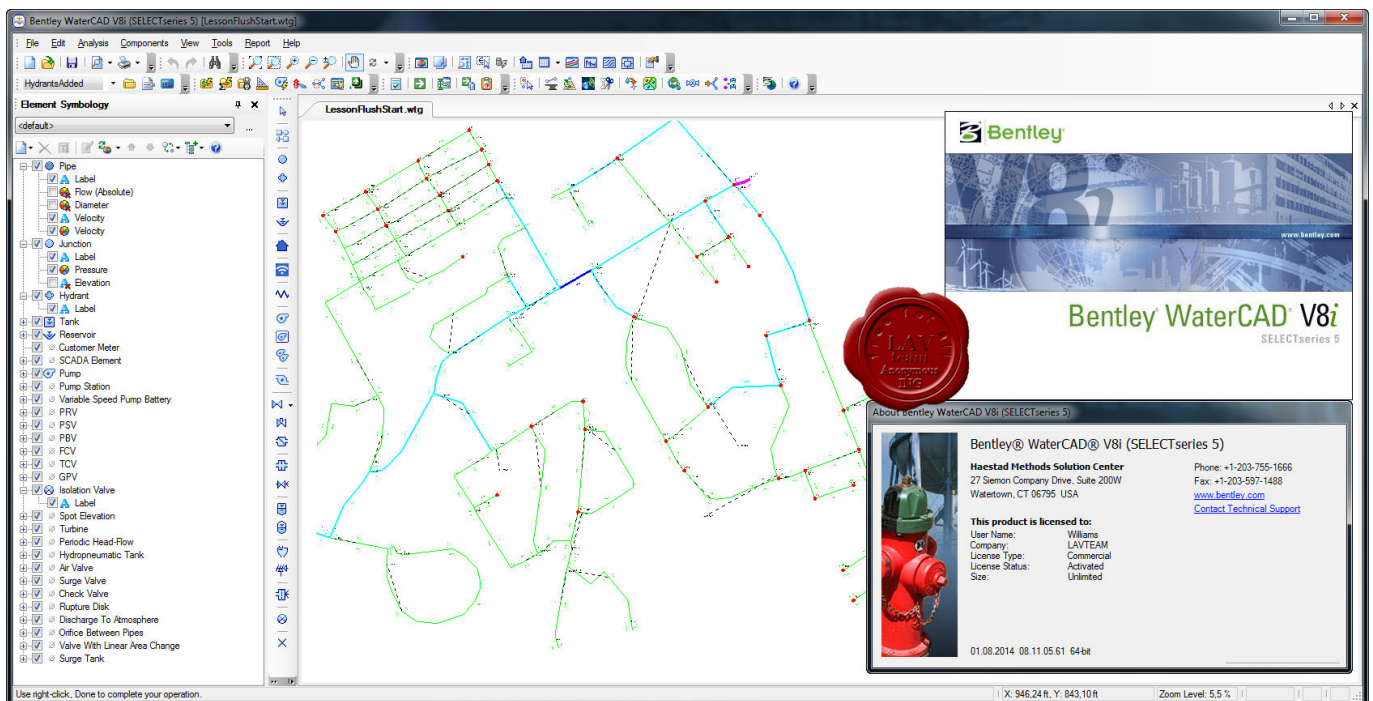 Bentley WaterCAD V8i (SELECTseries 5) [LessonFlushStart.wtg]
File Edit Analysis Components View Tools Report Help
HydrantsAdded
Element Symbology
<default>
...
Pipe
Label
Flow (Absolute)
Diameter
Velocity
Velocity
Junction
Label
Pressure
Elevation
Hydrant
Label
Tank
Reservoir
Customer Meter
SCADA Element
Pump
Pump Station
Variable Speed Pump Battery
PRV
PSV
PBV
FCV
TCV
GPV
Isolation Valve
Label
Spot Elevation
Turbine
Periodic Head-Flow
Hydropneumatic Tank
Air Valve
Surge Valve
Check Valve
Rupture Disk
Discharge To Atmosphere
Orifice Between Pipes
Valve With Linear Area Change
Surge Tank
LessonFlushStart.wtg
Bentley
V8i
www.bentley.com
Bentley WaterCAD V8i
SELECTseries 5
LAV
team
Anonymous
About Bentley WaterCAD V8i (SELECTseries 5)
Bentley® WaterCAD® V8i (SELECTseries 5)
Haestad Methods Solution Center
27 Siemon Company Drive, Suite 200W
Watertown, CT 06795 USA
Phone: +1-203-755-1666
Fax: +1-203-597-1488
www.bentley.com
Contact Technical Support
This product is licensed to:
User Name: Williams
Company: LAVTEAM
License Type: Commercial
License Status: Activated
Size: Unlimited
01.08.2014 08.11.05.61 64-bit
Use right-click, Done to complete your operation.
X: 946,24 ft, Y: 843,10 ft
Zoom Level: 5,5 %